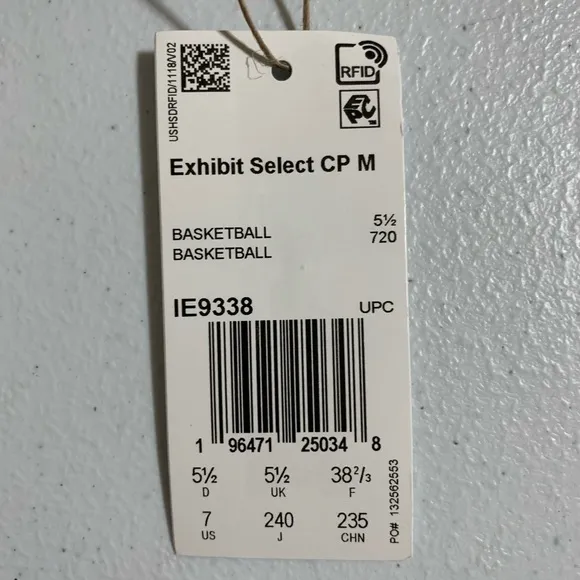 USHSDRFID/1118/V02
RFID
EPC
Exhibit Select CP M
5½
BASKETBALL 720
BASKETBALL
IE9338 UPC
1 96471 25034 8
5½ 5½ 38²/₃
D UK F
7 240 235
US J CHN
PO# 132562553